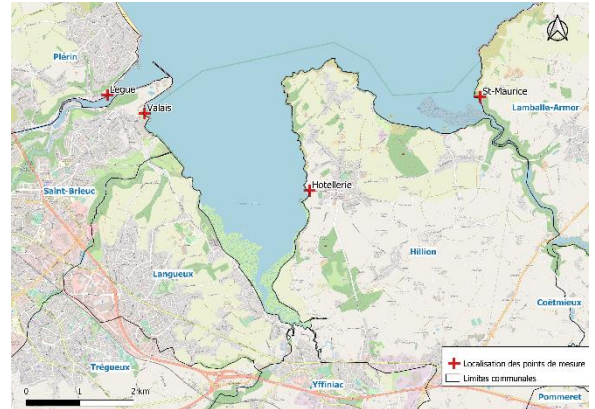 Plérin
Légue
Valais
St-Maurice
Lamballe-Armor
Saint-Brieuc
Hotellerie
Hillion
Langueux
Coëtmieux
Trégueux
Yffiniac
Pommeret
Localisation des points de mesure
Limites communales
0 1 2 km